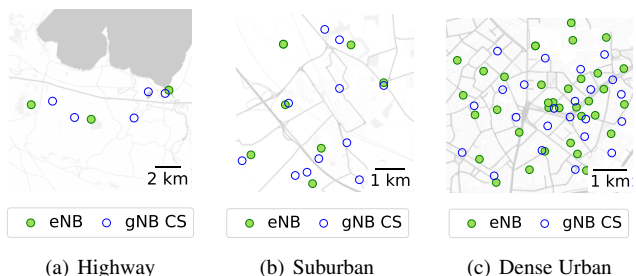 2 km
1 km
1 km
eNB gNB CS
eNB gNB CS
eNB gNB CS
(a) Highway
(b) Suburban
(c) Dense Urban